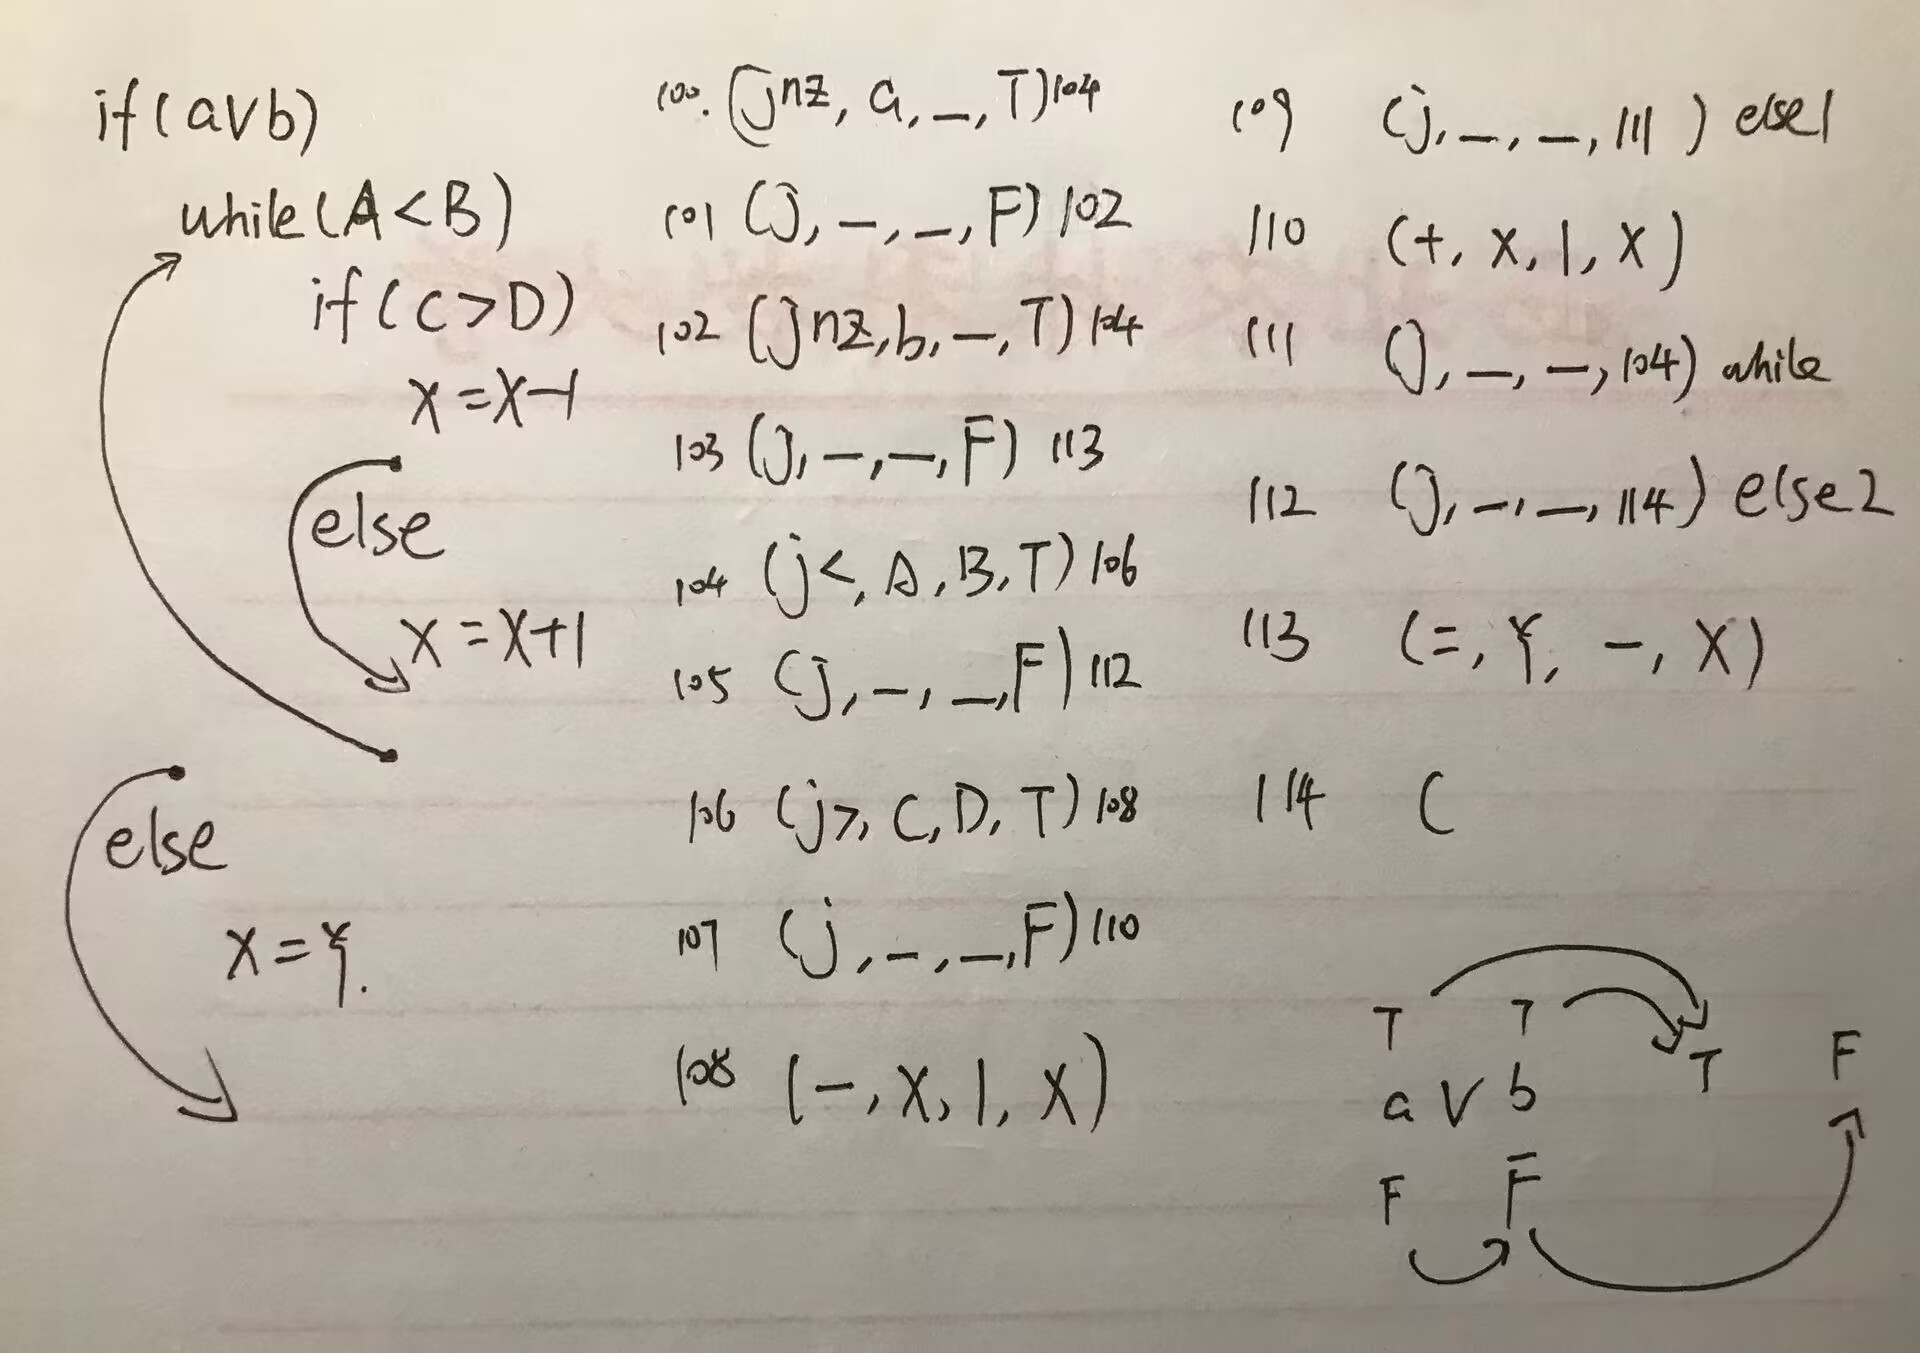 if(a∨b)
while(A<B)
if(C>D)
x=x-1
else
x=x+1
else
x=Y.
100. (jnz, a, _, T) 104
101 (j, -, _, F) 102
102 (jnz, b, -, T) 104
103 (j, -, -, F) 113
104 (j<, A, B, T) 106
105 (j, -, _, F) 112
106 (j>, C, D, T) 108
107 (j, -, _, F) 110
108 (-, x, 1, x)
109 (j, -, -, 111) else1
110 (+, x, 1, x)
111 (j, -, -, 104) while
112 (j, -, _, 114) else2
113 (=, Y, -, x)
114 (
T T T F
a ∨ b
F F